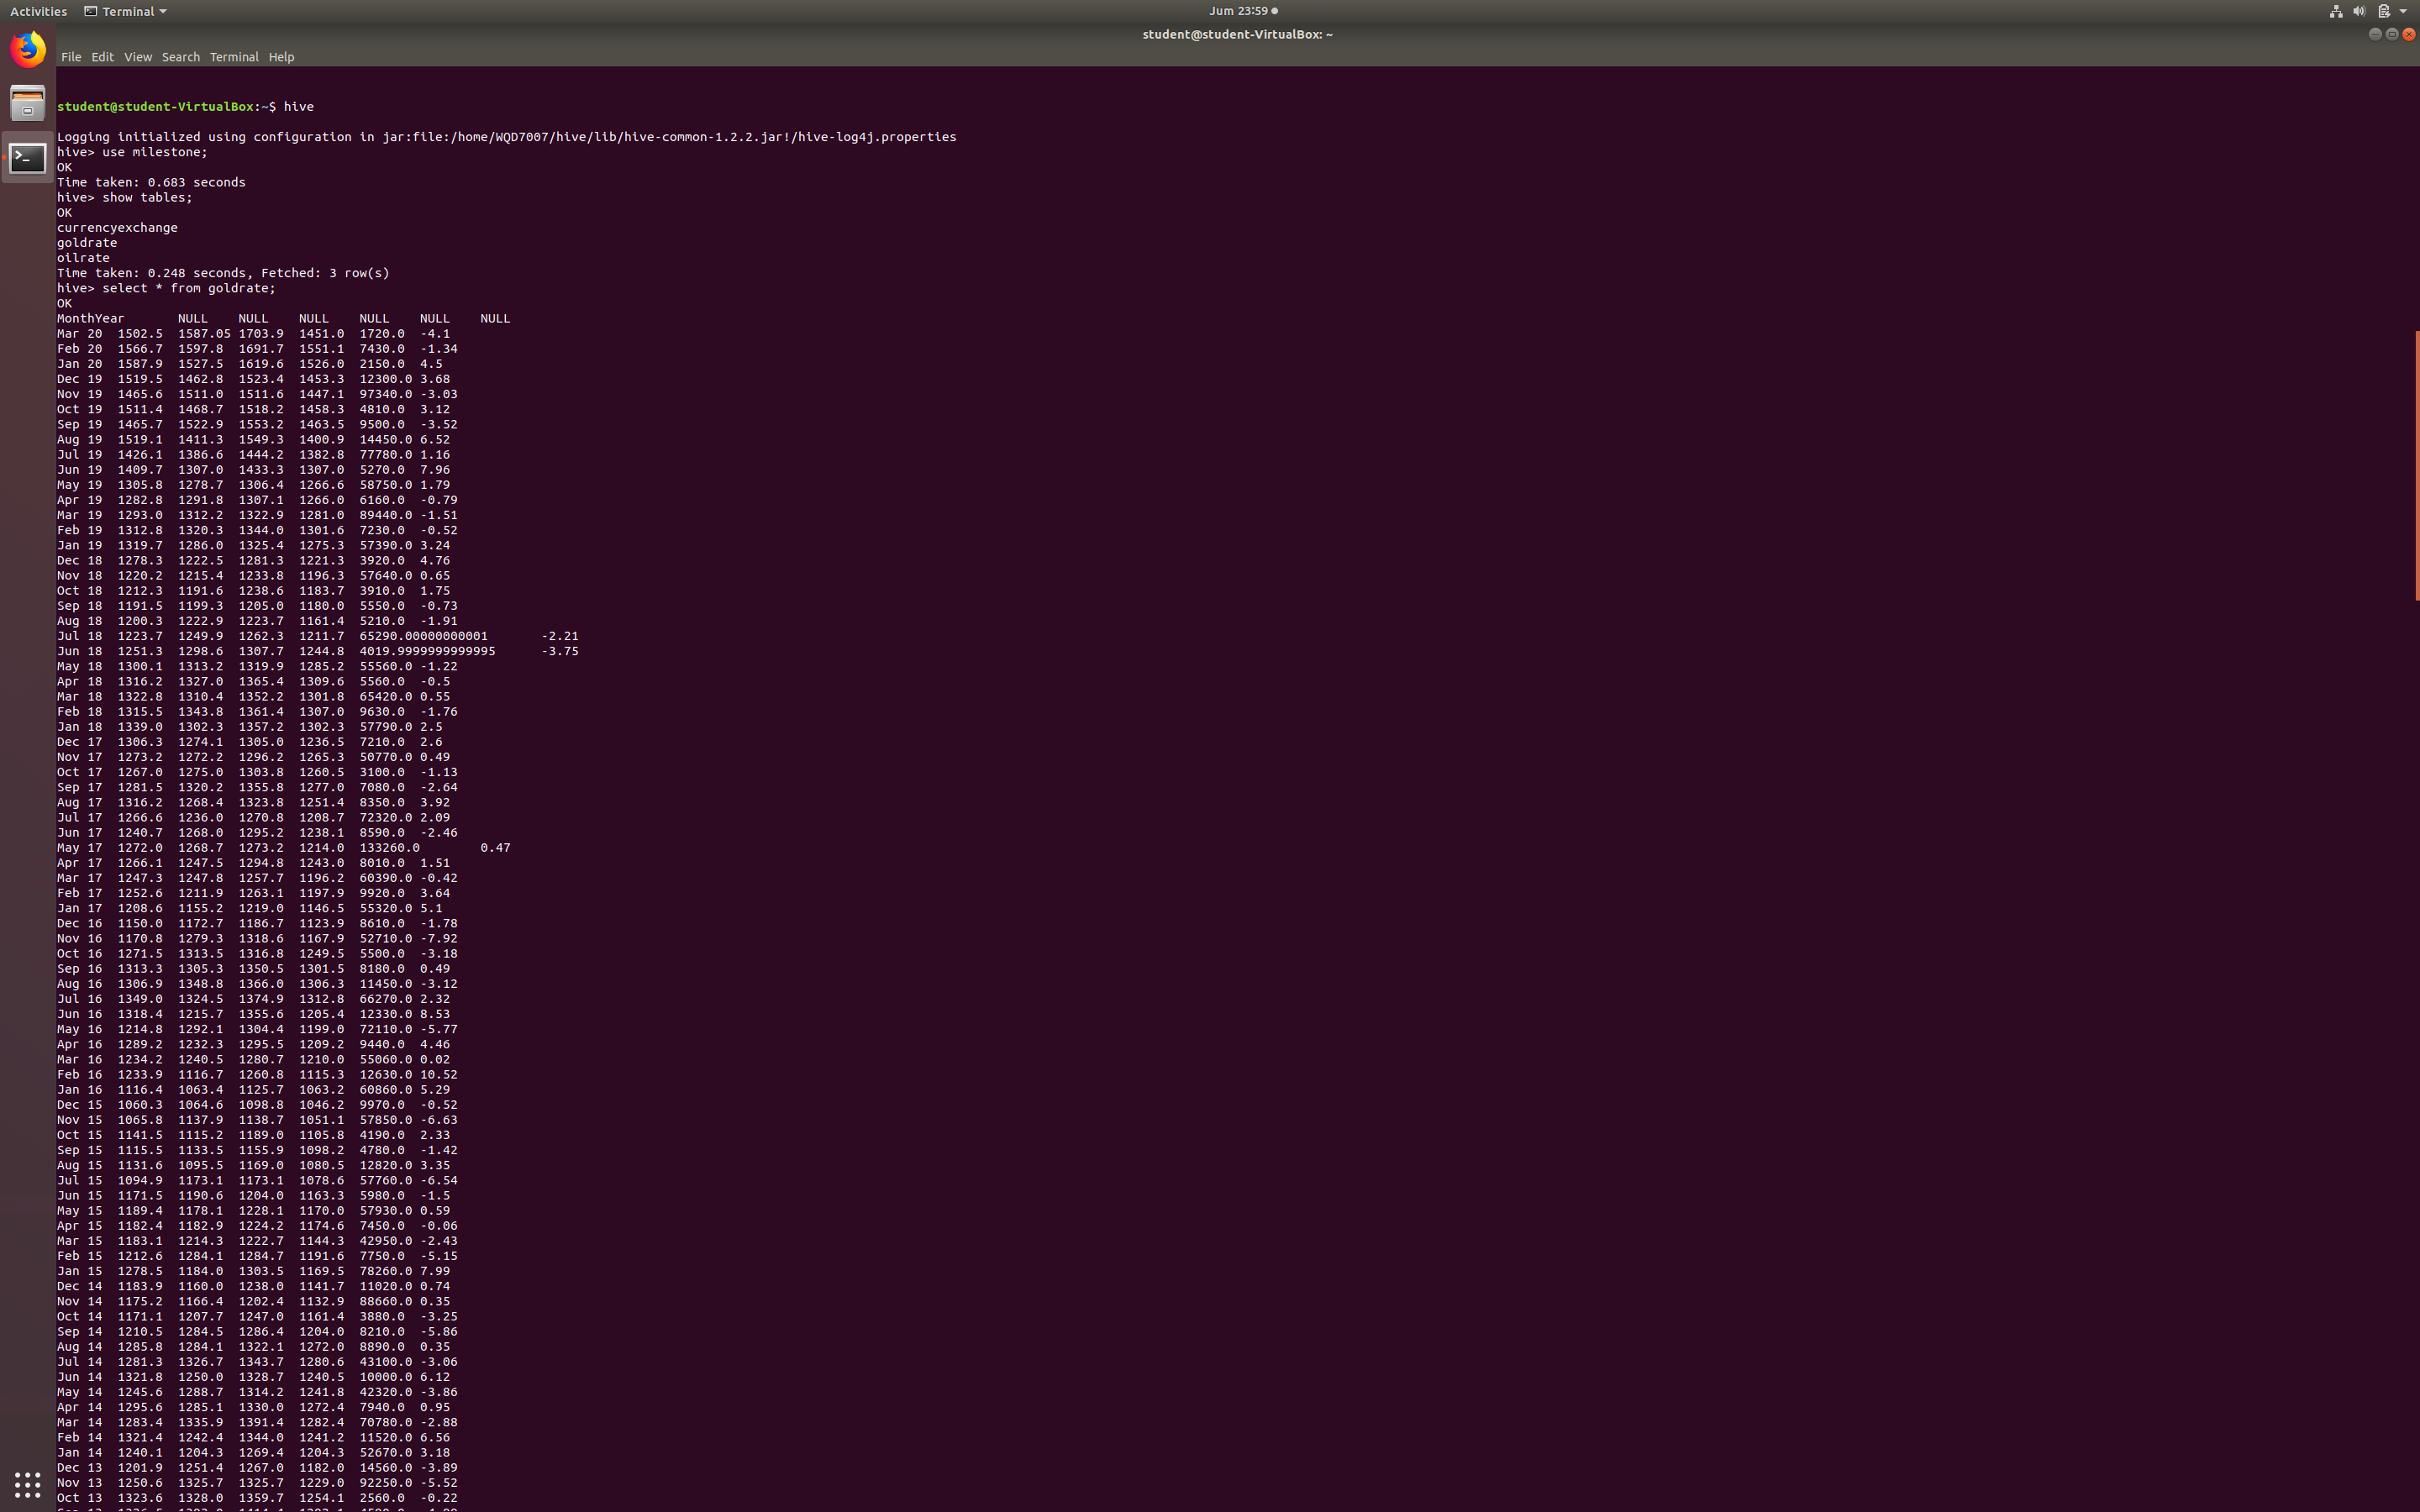 Activities Terminal Jum 23:59
student@student-VirtualBox: ~
File Edit View Search Terminal Help
student@student-VirtualBox:~$ hive
Logging initialized using configuration in jar:file:/home/WQD7007/hive/lib/hive-common-1.2.2.jar!/hive-log4j.properties
hive> use milestone;
OK
Time taken: 0.683 seconds
hive> show tables;
OK
currencyexchange
goldrate
oilrate
Time taken: 0.248 seconds, Fetched: 3 row(s)
hive> select * from goldrate;
OK
MonthYear NULL NULL NULL NULL NULL NULL
Mar 20 1502.5 1587.05 1703.9 1451.0 1720.0 -4.1
Feb 20 1566.7 1597.8 1691.7 1551.1 7430.0 -1.34
Jan 20 1587.9 1527.5 1619.6 1526.0 2150.0 4.5
Dec 19 1519.5 1462.8 1523.4 1453.3 12300.0 3.68
Nov 19 1465.6 1511.0 1511.6 1447.1 97340.0 -3.03
Oct 19 1511.4 1468.7 1518.2 1458.3 4810.0 3.12
Sep 19 1465.7 1522.9 1553.2 1463.5 9500.0 -3.52
Aug 19 1519.1 1411.3 1549.3 1400.9 14450.0 6.52
Jul 19 1426.1 1386.6 1444.2 1382.8 77780.0 1.16
Jun 19 1409.7 1307.0 1433.3 1307.0 5270.0 7.96
May 19 1305.8 1278.7 1306.4 1266.6 58750.0 1.79
Apr 19 1282.8 1291.8 1307.1 1266.0 6160.0 -0.79
Mar 19 1293.0 1312.2 1322.9 1281.0 89440.0 -1.51
Feb 19 1312.8 1320.3 1344.0 1301.6 7230.0 -0.52
Jan 19 1319.7 1286.0 1325.4 1275.3 57390.0 3.24
Dec 18 1278.3 1222.5 1281.3 1221.3 3920.0 4.76
Nov 18 1220.2 1215.4 1233.8 1196.3 57640.0 0.65
Oct 18 1212.3 1191.6 1238.6 1183.7 3910.0 1.75
Sep 18 1191.5 1199.3 1205.0 1180.0 5550.0 -0.73
Aug 18 1200.3 1222.9 1223.7 1161.4 5210.0 -1.91
Jul 18 1223.7 1249.9 1262.3 1211.7 65290.00000000001 -2.21
Jun 18 1251.3 1298.6 1307.7 1244.8 4019.9999999999995 -3.75
May 18 1300.1 1313.2 1319.9 1285.2 55560.0 -1.22
Apr 18 1316.2 1327.0 1365.4 1309.6 5560.0 -0.5
Mar 18 1322.8 1310.4 1352.2 1301.8 65420.0 0.55
Feb 18 1315.5 1343.8 1361.4 1307.0 9630.0 -1.76
Jan 18 1339.0 1302.3 1357.2 1302.3 57790.0 2.5
Dec 17 1306.3 1274.1 1305.0 1236.5 7210.0 2.6
Nov 17 1273.2 1272.2 1296.2 1265.3 50770.0 0.49
Oct 17 1267.0 1275.0 1303.8 1260.5 3100.0 -1.13
Sep 17 1281.5 1320.2 1355.8 1277.0 7080.0 -2.64
Aug 17 1316.2 1268.4 1323.8 1251.4 8350.0 3.92
Jul 17 1266.6 1236.0 1270.8 1208.7 72320.0 2.09
Jun 17 1240.7 1268.0 1295.2 1238.1 8590.0 -2.46
May 17 1272.0 1268.7 1273.2 1214.0 133260.0 0.47
Apr 17 1266.1 1247.5 1294.8 1243.0 8010.0 1.51
Mar 17 1247.3 1247.8 1257.7 1196.2 60390.0 -0.42
Feb 17 1252.6 1211.9 1263.1 1197.9 9920.0 3.64
Jan 17 1208.6 1155.2 1219.0 1146.5 55320.0 5.1
Dec 16 1150.0 1172.7 1186.7 1123.9 8610.0 -1.78
Nov 16 1170.8 1279.3 1318.6 1167.9 52710.0 -7.92
Oct 16 1271.5 1313.5 1316.8 1249.5 5500.0 -3.18
Sep 16 1313.3 1305.3 1350.5 1301.5 8180.0 0.49
Aug 16 1306.9 1348.8 1366.0 1306.3 11450.0 -3.12
Jul 16 1349.0 1324.5 1374.9 1312.8 66270.0 2.32
Jun 16 1318.4 1215.7 1355.6 1205.4 12330.0 8.53
May 16 1214.8 1292.1 1304.4 1199.0 72110.0 -5.77
Apr 16 1289.2 1232.3 1295.5 1209.2 9440.0 4.46
Mar 16 1234.2 1240.5 1280.7 1210.0 55060.0 0.02
Feb 16 1233.9 1116.7 1260.8 1115.3 12630.0 10.52
Jan 16 1116.4 1063.4 1125.7 1063.2 60860.0 5.29
Dec 15 1060.3 1064.6 1098.8 1046.2 9970.0 -0.52
Nov 15 1065.8 1137.9 1138.7 1051.1 57850.0 -6.63
Oct 15 1141.5 1115.2 1189.0 1105.8 4190.0 2.33
Sep 15 1115.5 1133.5 1155.9 1098.2 4780.0 -1.42
Aug 15 1131.6 1095.5 1169.0 1080.5 12820.0 3.35
Jul 15 1094.9 1173.1 1173.1 1078.6 57760.0 -6.54
Jun 15 1171.5 1190.6 1204.0 1163.3 5980.0 -1.5
May 15 1189.4 1178.1 1228.1 1170.0 57930.0 0.59
Apr 15 1182.4 1182.9 1224.2 1174.6 7450.0 -0.06
Mar 15 1183.1 1214.3 1222.7 1144.3 42950.0 -2.43
Feb 15 1212.6 1284.1 1284.7 1191.6 7750.0 -5.15
Jan 15 1278.5 1184.0 1303.5 1169.5 78260.0 7.99
Dec 14 1183.9 1160.0 1238.0 1141.7 11020.0 0.74
Nov 14 1175.2 1166.4 1202.4 1132.9 88660.0 0.35
Oct 14 1171.1 1207.7 1247.0 1161.4 3880.0 -3.25
Sep 14 1210.5 1284.5 1286.4 1204.0 8210.0 -5.86
Aug 14 1285.8 1284.1 1322.1 1272.0 8890.0 0.35
Jul 14 1281.3 1326.7 1343.7 1280.6 43100.0 -3.06
Jun 14 1321.8 1250.0 1328.7 1240.5 10000.0 6.12
May 14 1245.6 1288.7 1314.2 1241.8 42320.0 -3.86
Apr 14 1295.6 1285.1 1330.0 1272.4 7940.0 0.95
Mar 14 1283.4 1335.9 1391.4 1282.4 70780.0 -2.88
Feb 14 1321.4 1242.4 1344.0 1241.2 11520.0 6.56
Jan 14 1240.1 1204.3 1269.4 1204.3 52670.0 3.18
Dec 13 1201.9 1251.4 1267.0 1182.0 14560.0 -3.89
Nov 13 1250.6 1325.7 1325.7 1229.0 92250.0 -5.52
Oct 13 1323.6 1328.0 1359.7 1254.1 2560.0 -0.22